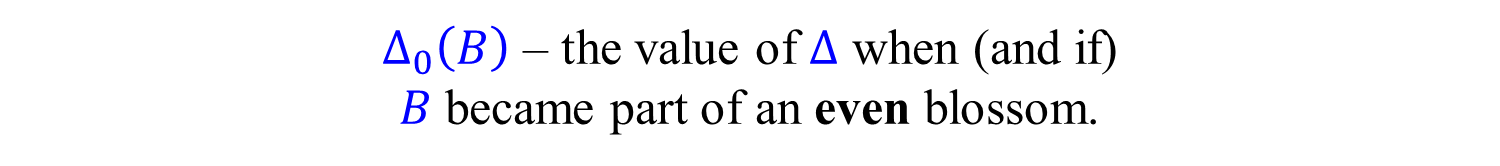 Δ₀(B) – the value of Δ when (and if)
B became part of an even blossom.